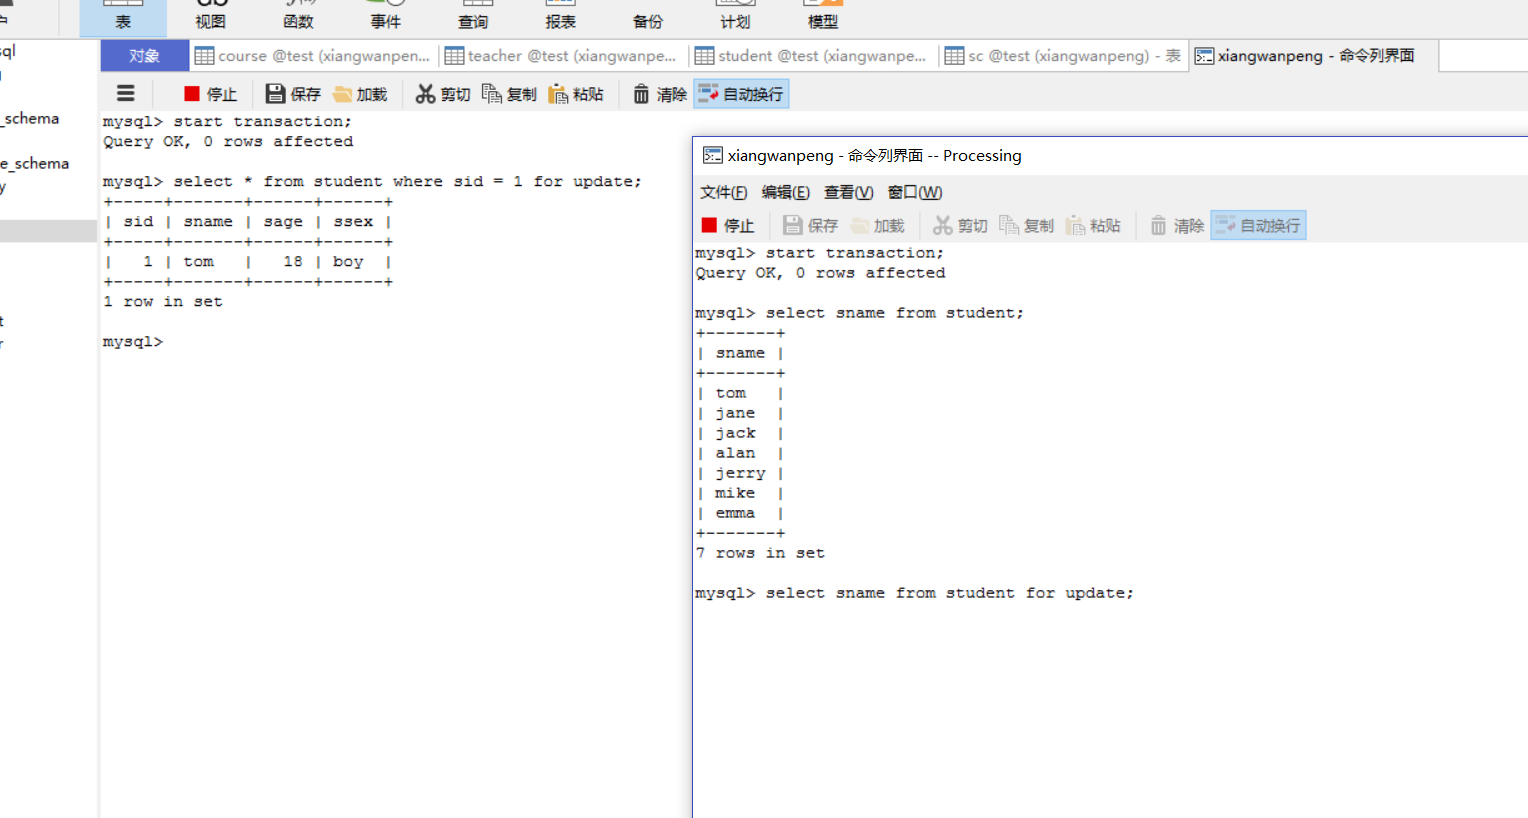 表 视图 函数 事件 查询 报表 备份 计划 模型
ql
_schema
e_schema
y
t
r
对象 course @test (xiangwanpen... teacher @test (xiangwanpe... student @test (xiangwanpe... sc @test (xiangwanpeng) - 表 xiangwanpeng - 命令列界面
停止 保存 加载 剪切 复制 粘贴 清除 自动换行
mysql> start transaction;
Query OK, 0 rows affected
mysql> select * from student where sid = 1 for update;
+-----+-------+------+------+
| sid | sname | sage | ssex |
+-----+-------+------+------+
|   1 | tom   |   18 | boy  |
+-----+-------+------+------+
1 row in set
mysql>
xiangwanpeng - 命令列界面 -- Processing
文件(F) 编辑(E) 查看(V) 窗口(W)
停止 保存 加载 剪切 复制 粘贴 清除 自动换行
mysql> start transaction;
Query OK, 0 rows affected
mysql> select sname from student;
+-------+
| sname |
+-------+
| tom   |
| jane  |
| jack  |
| alan  |
| jerry |
| mike  |
| emma  |
+-------+
7 rows in set
mysql> select sname from student for update;